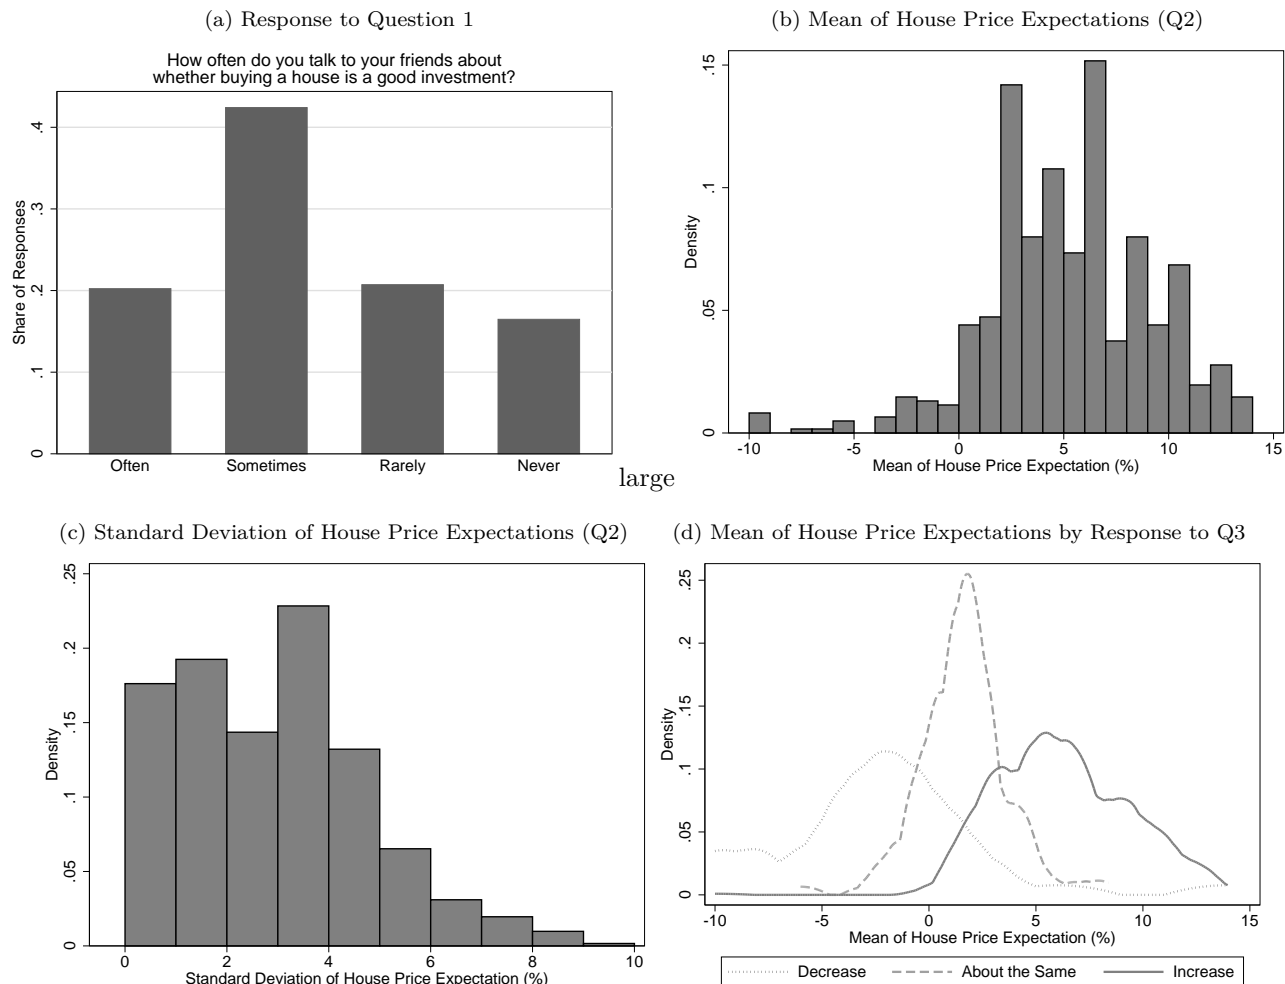 (a) Response to Question 1
How often do you talk to your friends about
whether buying a house is a good investment?
Share of Responses
.4
.3
.2
.1
0
Often Sometimes Rarely Never
(b) Mean of House Price Expectations (Q2)
Density
.15
.1
.05
0
-10 -5 0 5 10 15
Mean of House Price Expectation (%)
large
(c) Standard Deviation of House Price Expectations (Q2)
Density
.25
.2
.15
.1
.05
0
0 2 4 6 8 10
Standard Deviation of House Price Expectation (%)
(d) Mean of House Price Expectations by Response to Q3
Density
.25
.2
.15
.1
.05
0
-10 -5 0 5 10 15
Mean of House Price Expectation (%)
Decrease About the Same Increase